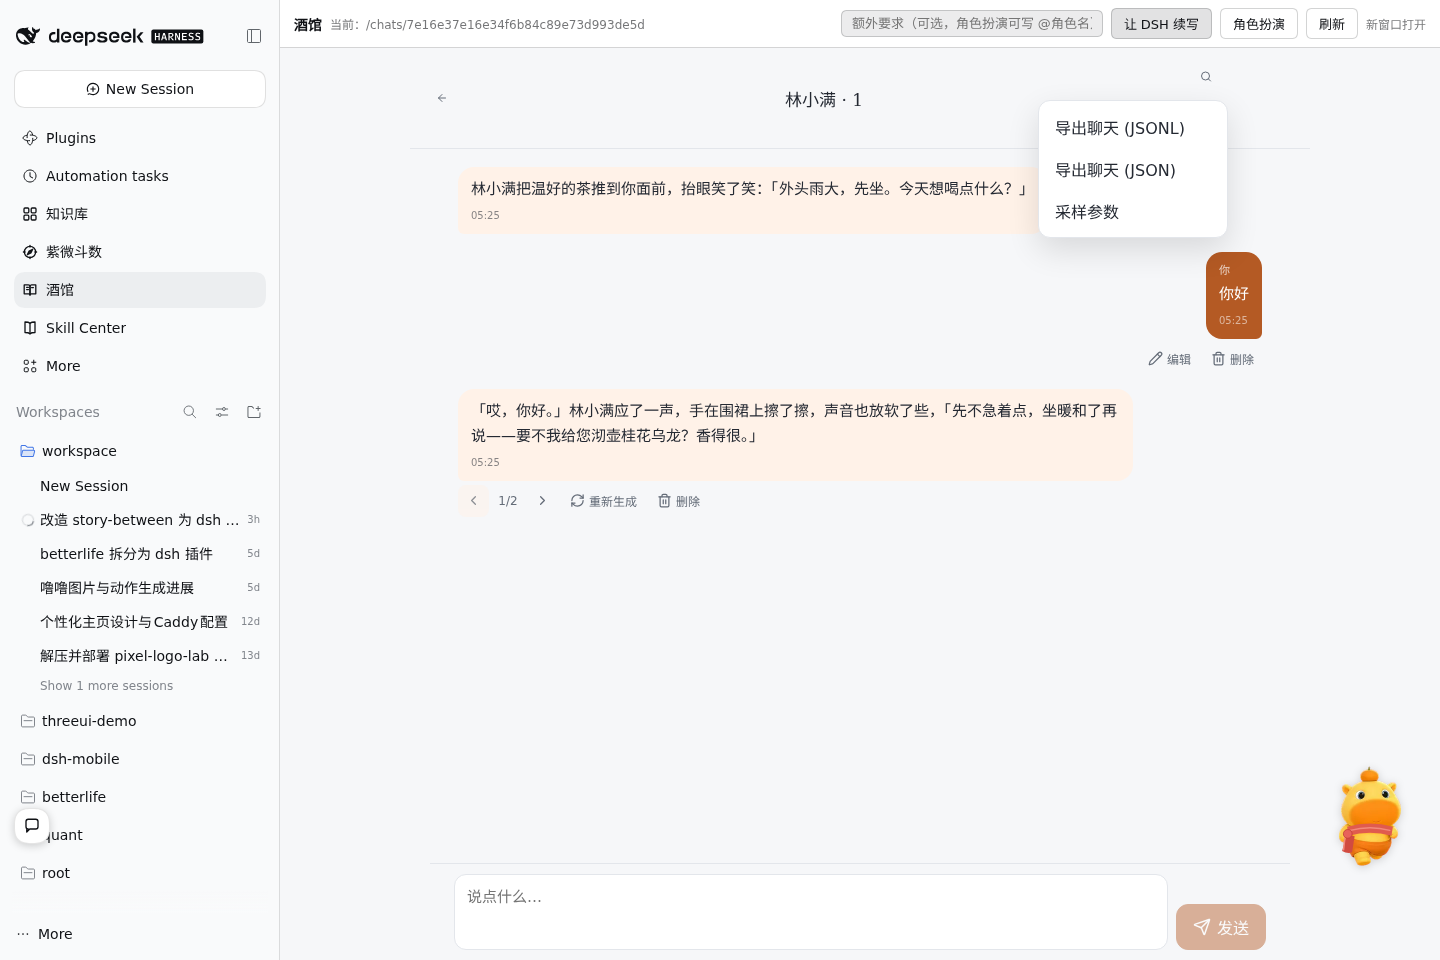 deepseek HARNESS
New Session
Plugins
Automation tasks
知识库
紫微斗数
酒馆
Skill Center
More
Workspaces
workspace
New Session
改造 story-between 为 dsh ... 3h
betterlife 拆分为 dsh 插件 5d
噜噜图片与动作生成进展 5d
个性化主页设计与Caddy配置 12d
解压并部署 pixel-logo-lab ... 13d
Show 1 more sessions
threeui-demo
dsh-mobile
betterlife
quant
root
More
酒馆 当前：/chats/7e16e37e16e34f6b84c89e73d993de5d
额外要求（可选，角色扮演可写 @角色名
让 DSH 续写
角色扮演
刷新
新窗口打开
林小满 · 1
导出聊天 (JSONL)
导出聊天 (JSON)
采样参数
林小满把温好的茶推到你面前，抬眼笑了笑：「外头雨大，先坐。今天想喝点什么？」
05:25
你
你好
05:25
编辑 删除
「哎，你好。」林小满应了一声，手在围裙上擦了擦，声音也放软了些，「先不急着点，坐暖和了再
说——要不我给您沏壶桂花乌龙？香得很。」
05:25
1/2 重新生成 删除
说点什么...
发送